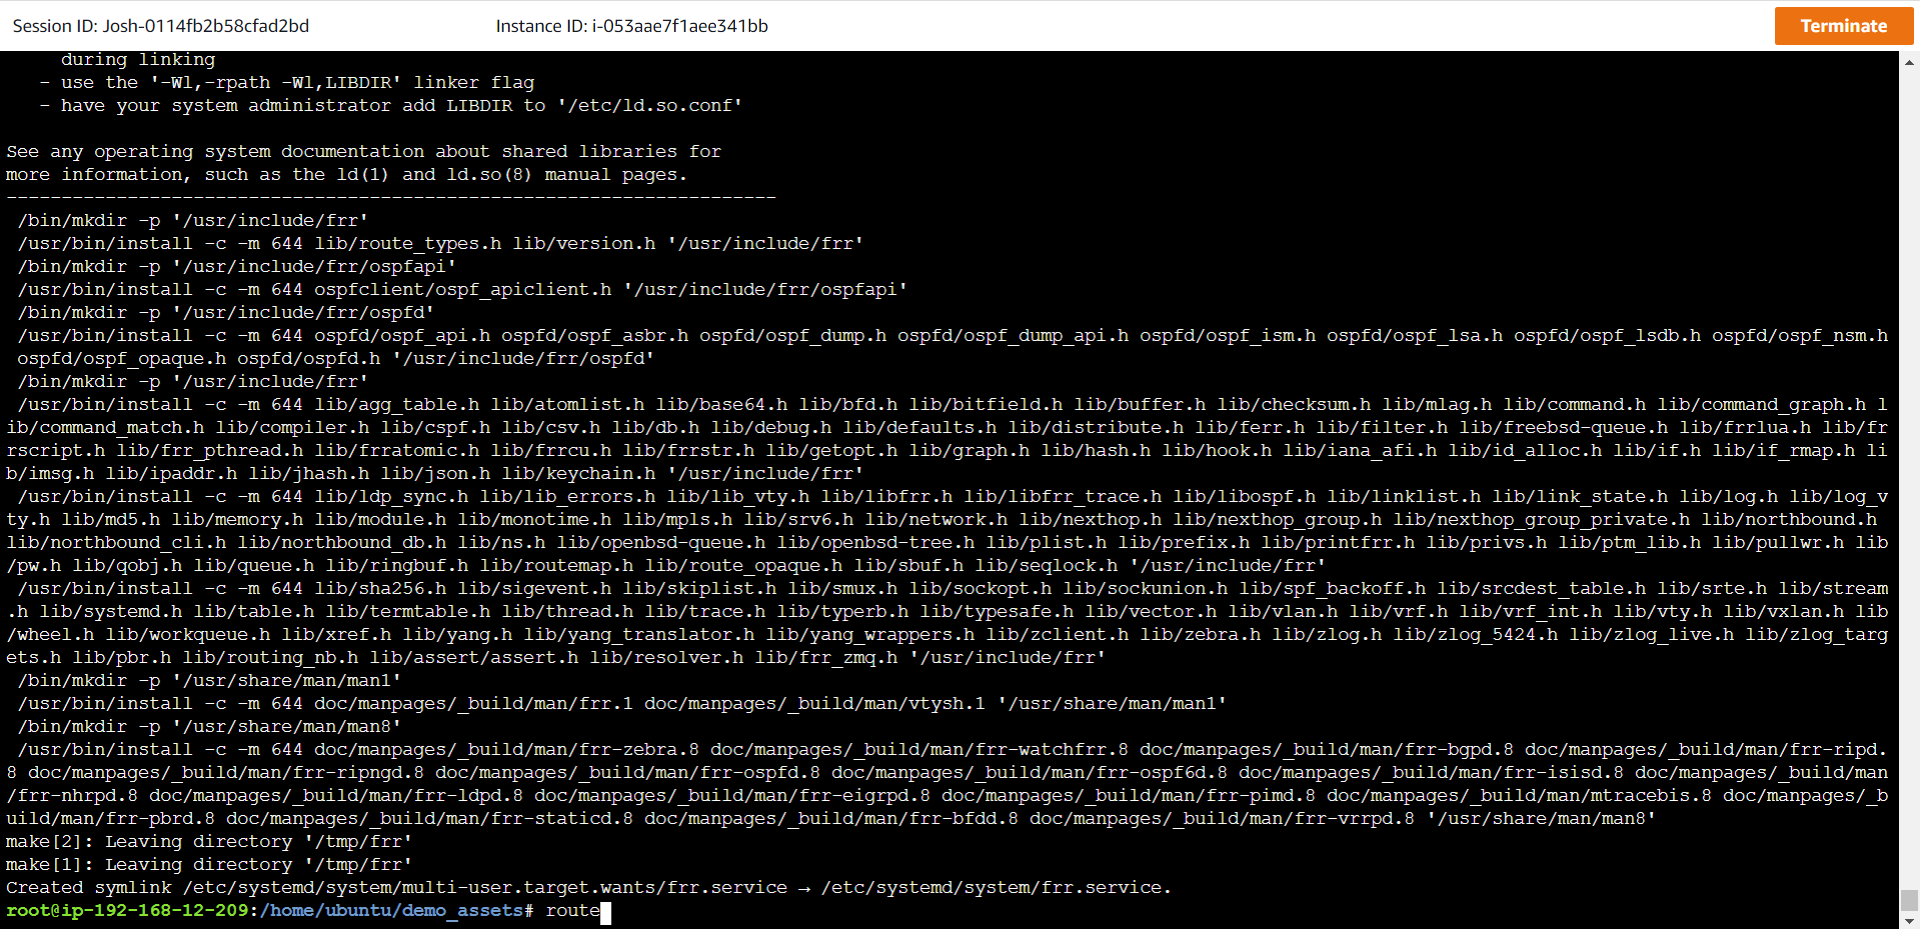 Session ID: Josh-0114fb2b58cfad2bd Instance ID: i-053aae7f1aee341bb Terminate
during linking
- use the '-Wl,-rpath -Wl,LIBDIR' linker flag
- have your system administrator add LIBDIR to '/etc/ld.so.conf'
See any operating system documentation about shared libraries for
more information, such as the ld(1) and ld.so(8) manual pages.
----------------------------------------------------------------------
/bin/mkdir -p '/usr/include/frr'
/usr/bin/install -c -m 644 lib/route_types.h lib/version.h '/usr/include/frr'
/bin/mkdir -p '/usr/include/frr/ospfapi'
/usr/bin/install -c -m 644 ospfclient/ospf_apiclient.h '/usr/include/frr/ospfapi'
/bin/mkdir -p '/usr/include/frr/ospfd'
/usr/bin/install -c -m 644 ospfd/ospf_api.h ospfd/ospf_asbr.h ospfd/ospf_dump.h ospfd/ospf_dump_api.h ospfd/ospf_ism.h ospfd/ospf_lsa.h ospfd/ospf_lsdb.h ospfd/ospf_nsm.h
ospfd/ospf_opaque.h ospfd/ospfd.h '/usr/include/frr/ospfd'
/bin/mkdir -p '/usr/include/frr'
/usr/bin/install -c -m 644 lib/agg_table.h lib/atomlist.h lib/base64.h lib/bfd.h lib/bitfield.h lib/buffer.h lib/checksum.h lib/mlag.h lib/command.h lib/command_graph.h l
ib/command_match.h lib/compiler.h lib/cspf.h lib/csv.h lib/db.h lib/debug.h lib/defaults.h lib/distribute.h lib/ferr.h lib/filter.h lib/freebsd-queue.h lib/frrlua.h lib/fr
rscript.h lib/frr_pthread.h lib/frratomic.h lib/frrcu.h lib/frrstr.h lib/getopt.h lib/graph.h lib/hash.h lib/hook.h lib/iana_afi.h lib/id_alloc.h lib/if.h lib/if_rmap.h li
b/imsg.h lib/ipaddr.h lib/jhash.h lib/json.h lib/keychain.h '/usr/include/frr'
/usr/bin/install -c -m 644 lib/ldp_sync.h lib/lib_errors.h lib/lib_vty.h lib/libfrr.h lib/libfrr_trace.h lib/libospf.h lib/linklist.h lib/link_state.h lib/log.h lib/log_v
ty.h lib/md5.h lib/memory.h lib/module.h lib/monotime.h lib/mpls.h lib/srv6.h lib/network.h lib/nexthop.h lib/nexthop_group.h lib/nexthop_group_private.h lib/northbound.h
lib/northbound_cli.h lib/northbound_db.h lib/ns.h lib/openbsd-queue.h lib/openbsd-tree.h lib/plist.h lib/prefix.h lib/printfrr.h lib/privs.h lib/ptm_lib.h lib/pullwr.h lib
/pw.h lib/qobj.h lib/queue.h lib/ringbuf.h lib/routemap.h lib/route_opaque.h lib/sbuf.h lib/seqlock.h '/usr/include/frr'
/usr/bin/install -c -m 644 lib/sha256.h lib/sigevent.h lib/skiplist.h lib/smux.h lib/sockopt.h lib/sockunion.h lib/spf_backoff.h lib/srcdest_table.h lib/srte.h lib/stream
.h lib/systemd.h lib/table.h lib/termtable.h lib/thread.h lib/trace.h lib/typerb.h lib/typesafe.h lib/vector.h lib/vlan.h lib/vrf.h lib/vrf_int.h lib/vty.h lib/vxlan.h lib
/wheel.h lib/workqueue.h lib/xref.h lib/yang.h lib/yang_translator.h lib/yang_wrappers.h lib/zclient.h lib/zebra.h lib/zlog.h lib/zlog_5424.h lib/zlog_live.h lib/zlog_targ
ets.h lib/pbr.h lib/routing_nb.h lib/assert/assert.h lib/resolver.h lib/frr_zmq.h '/usr/include/frr'
/bin/mkdir -p '/usr/share/man/man1'
/usr/bin/install -c -m 644 doc/manpages/_build/man/frr.1 doc/manpages/_build/man/vtysh.1 '/usr/share/man/man1'
/bin/mkdir -p '/usr/share/man/man8'
/usr/bin/install -c -m 644 doc/manpages/_build/man/frr-zebra.8 doc/manpages/_build/man/frr-watchfrr.8 doc/manpages/_build/man/frr-bgpd.8 doc/manpages/_build/man/frr-ripd.
8 doc/manpages/_build/man/frr-ripngd.8 doc/manpages/_build/man/frr-ospfd.8 doc/manpages/_build/man/frr-ospf6d.8 doc/manpages/_build/man/frr-isisd.8 doc/manpages/_build/man
/frr-nhrpd.8 doc/manpages/_build/man/frr-ldpd.8 doc/manpages/_build/man/frr-eigrpd.8 doc/manpages/_build/man/frr-pimd.8 doc/manpages/_build/man/mtracebis.8 doc/manpages/_b
uild/man/frr-pbrd.8 doc/manpages/_build/man/frr-staticd.8 doc/manpages/_build/man/frr-bfdd.8 doc/manpages/_build/man/frr-vrrpd.8 '/usr/share/man/man8'
make[2]: Leaving directory '/tmp/frr'
make[1]: Leaving directory '/tmp/frr'
Created symlink /etc/systemd/system/multi-user.target.wants/frr.service → /etc/systemd/system/frr.service.
root@ip-192-168-12-209:/home/ubuntu/demo_assets# route